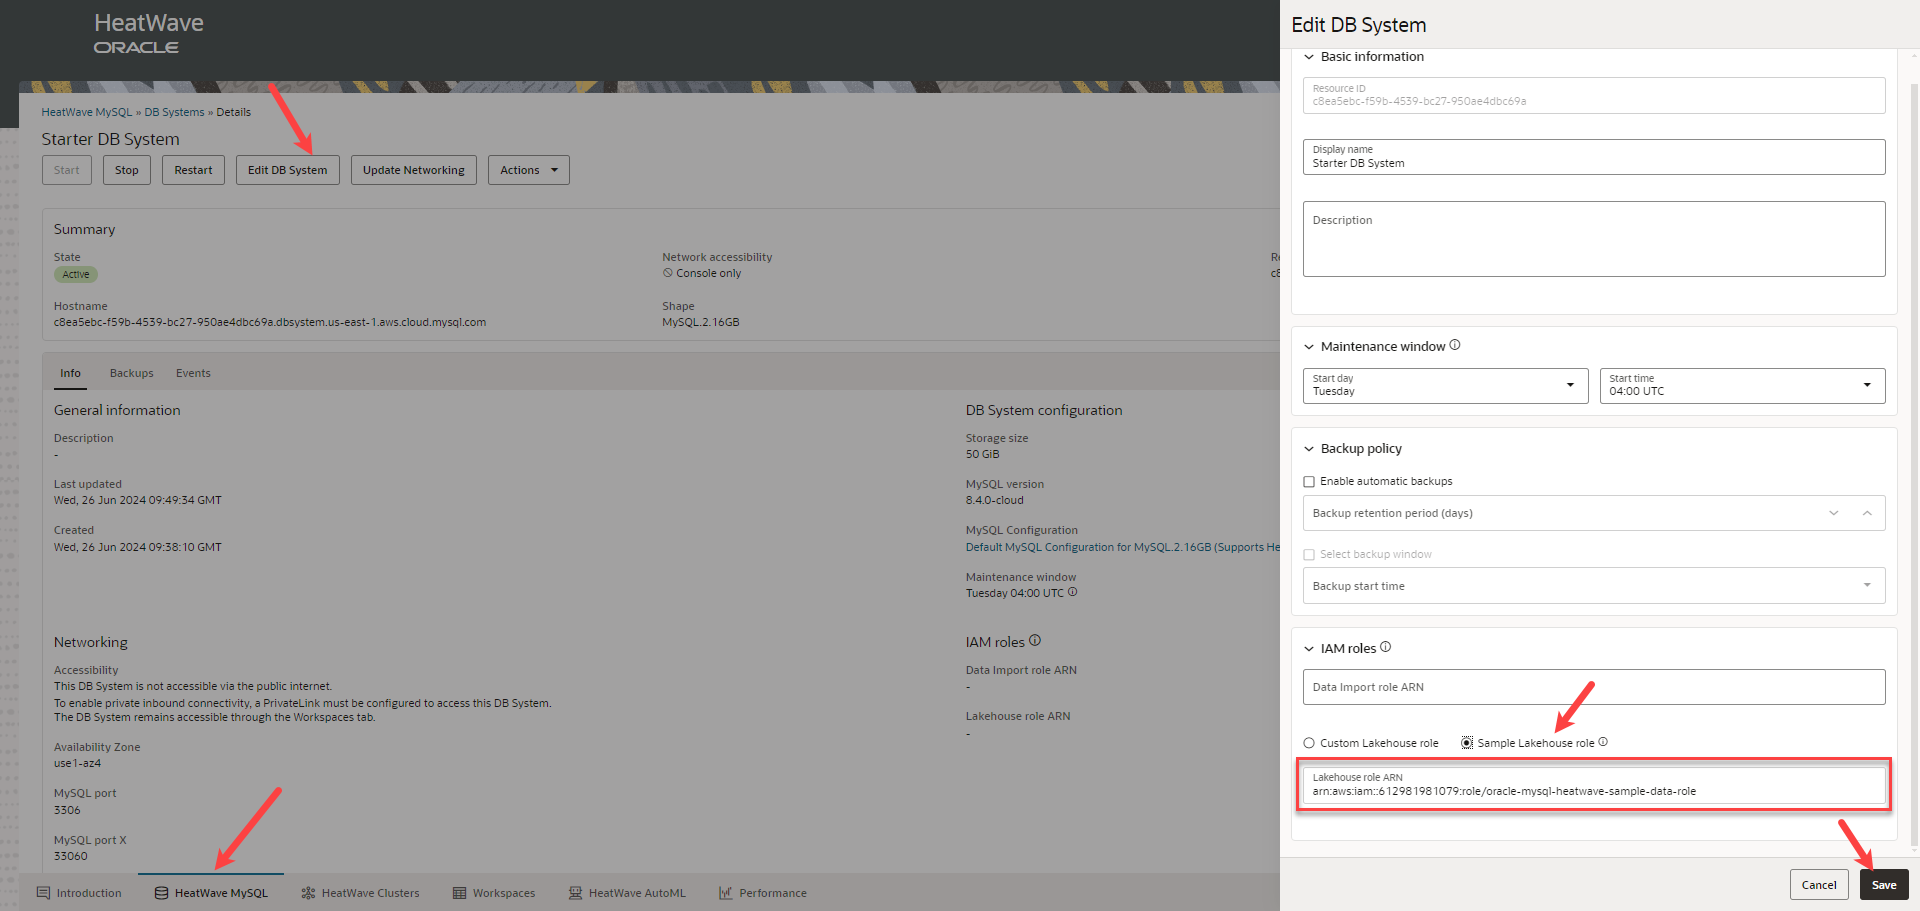 HeatWave
ORACLE
HeatWave MySQL » DB Systems » Details
Starter DB System
Start
Stop
Restart
Edit DB System
Update Networking
Actions
Summary
State
Active
Network accessibility
Console only
Hostname
c8ea5ebc-f59b-4539-bc27-950ae4dbc69a.dbsystem.us-east-1.aws.cloud.mysql.com
Shape
MySQL.2.16GB
Info
Backups
Events
General information
Description
-
Last updated
Wed, 26 Jun 2024 09:49:34 GMT
Created
Wed, 26 Jun 2024 09:38:10 GMT
DB System configuration
Storage size
50 GiB
MySQL version
8.4.0-cloud
MySQL Configuration
Default MySQL Configuration for MySQL.2.16GB (Supports He
Maintenance window
Tuesday 04:00 UTC
Networking
Accessibility
This DB System is not accessible via the public internet.
To enable private inbound connectivity, a PrivateLink must be configured to access this DB System.
The DB System remains accessible through the Workspaces tab.
Availability Zone
use1-az4
MySQL port
3306
MySQL port X
33060
IAM roles
Data Import role ARN
-
Lakehouse role ARN
-
Introduction
HeatWave MySQL
HeatWave Clusters
Workspaces
HeatWave AutoML
Performance
Edit DB System
Basic information
Resource ID
c8ea5ebc-f59b-4539-bc27-950ae4dbc69a
Display name
Starter DB System
Description
Maintenance window
Start day
Tuesday
Start time
04:00 UTC
Backup policy
Enable automatic backups
Backup retention period (days)
Select backup window
Backup start time
IAM roles
Data Import role ARN
Custom Lakehouse role
Sample Lakehouse role
Lakehouse role ARN
arn:aws:iam::612981981079:role/oracle-mysql-heatwave-sample-data-role
Cancel
Save